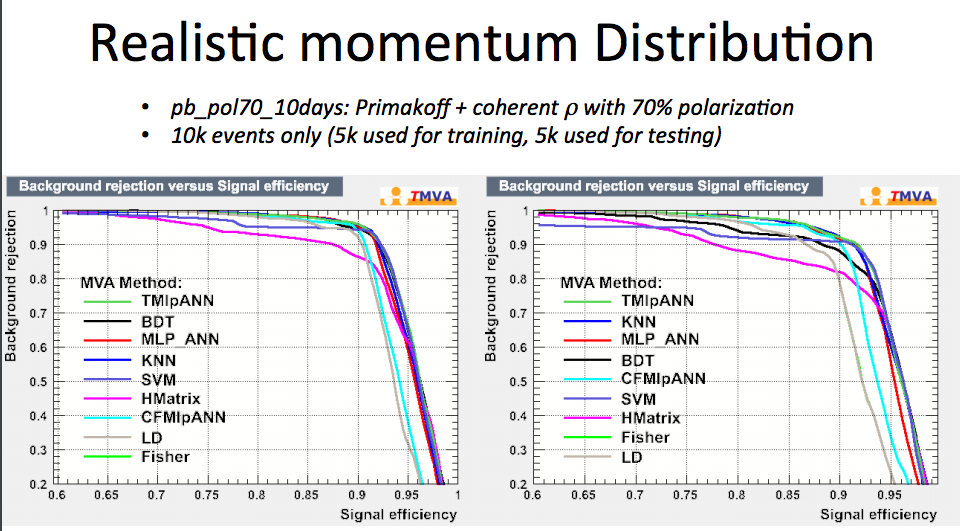 Realistic momentum Distribution
• pb_pol70_10days: Primakoff + coherent ρ with 70% polarization
• 10k events only (5k used for training, 5k used for testing)
Background rejection versus Signal efficiency
TMVA
Background rejection
1
0.9
0.8
0.7
0.6
0.5
0.4
0.3
0.2
MVA Method:
TMlpANN
BDT
MLP_ANN
KNN
SVM
HMatrix
CFMlpANN
LD
Fisher
0.6 0.65 0.7 0.75 0.8 0.85 0.9 0.95 1
Signal efficiency
Background rejection versus Signal efficiency
TMVA
Background rejection
1
0.9
0.8
0.7
0.6
0.5
0.4
0.3
0.2
MVA Method:
TMlpANN
KNN
MLP_ANN
BDT
CFMlpANN
SVM
HMatrix
Fisher
LD
0.6 0.65 0.7 0.75 0.8 0.85 0.9 0.95
Signal efficiency